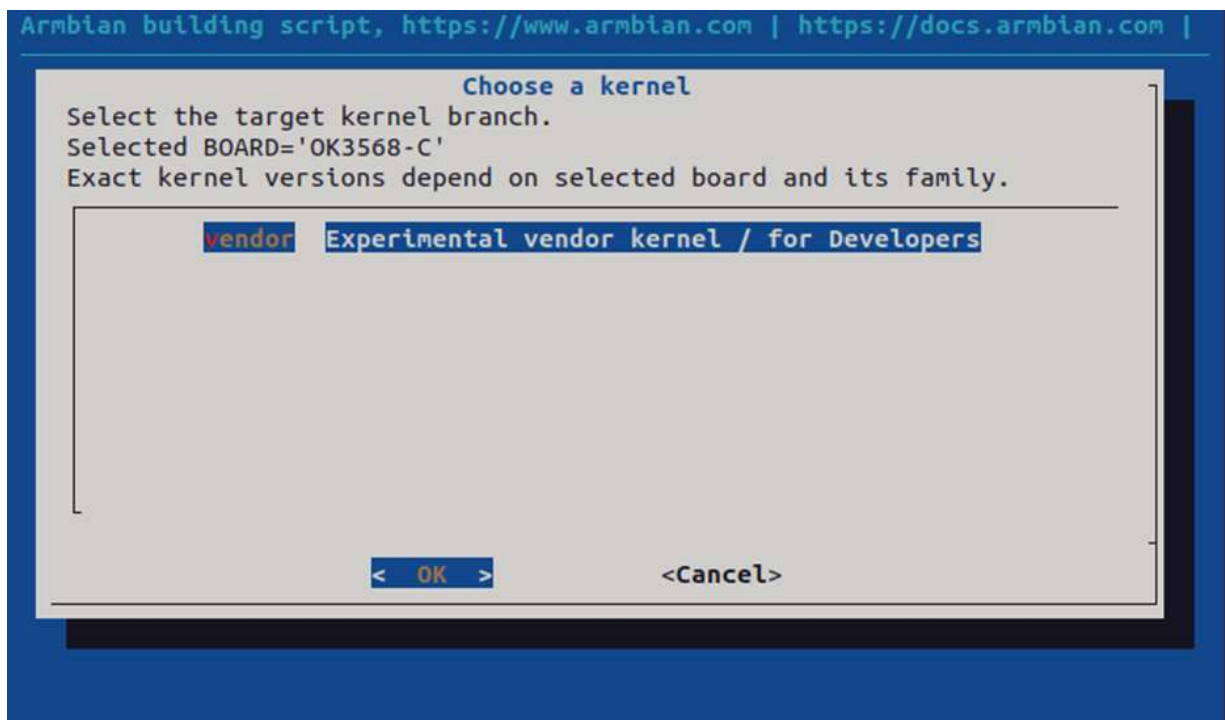 Armbian building script, https://www.armbian.com | https://docs.armbian.com |
Choose a kernel
Select the target kernel branch.
Selected BOARD='OK3568-C'
Exact kernel versions depend on selected board and its family.
vendor Experimental vendor kernel / for Developers
< OK > <Cancel>